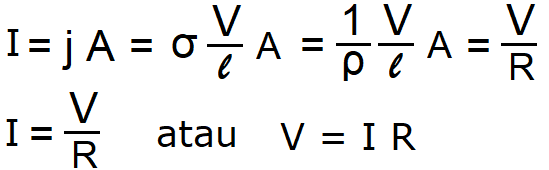 I = j A = σ V/ℓ A = 1/ρ V/ℓ A = V/R
I = V/R atau V = I R